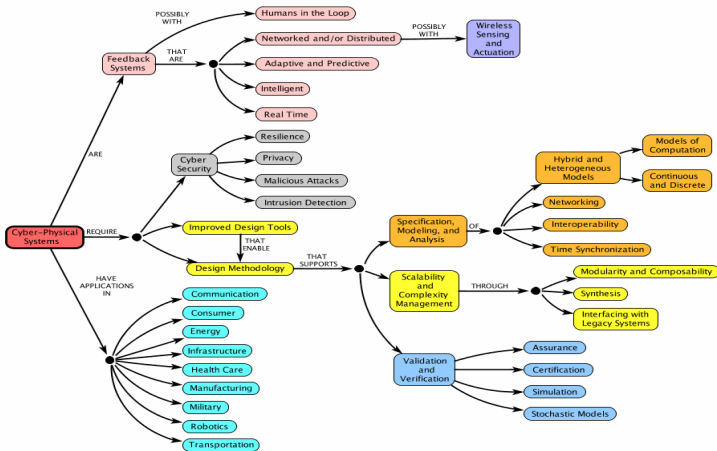 POSSIBLY
WITH
Humans in the Loop
Feedback
Systems
THAT
ARE
Networked and/or Distributed
POSSIBLY
WITH
Wireless
Sensing
and
Actuation
Adaptive and Predictive
Intelligent
Real Time
ARE
Cyber
Security
Resilience
Privacy
Malicious Attacks
Intrusion Detection
Cyber-Physical
Systems
REQUIRE
Improved Design Tools
THAT
ENABLE
Design Methodology
THAT
SUPPORTS
Specification,
Modeling, and
Analysis
OF
Hybrid and
Heterogeneous
Models
Models of
Computation
Continuous
and Discrete
Networking
Interoperability
Time Synchronization
Scalability
and
Complexity
Management
THROUGH
Modularity and Composability
Synthesis
Interfacing with
Legacy Systems
Validation
and
Verification
Assurance
Certification
Simulation
Stochastic Models
HAVE
APPLICATIONS
IN
Communication
Consumer
Energy
Infrastructure
Health Care
Manufacturing
Military
Robotics
Transportation